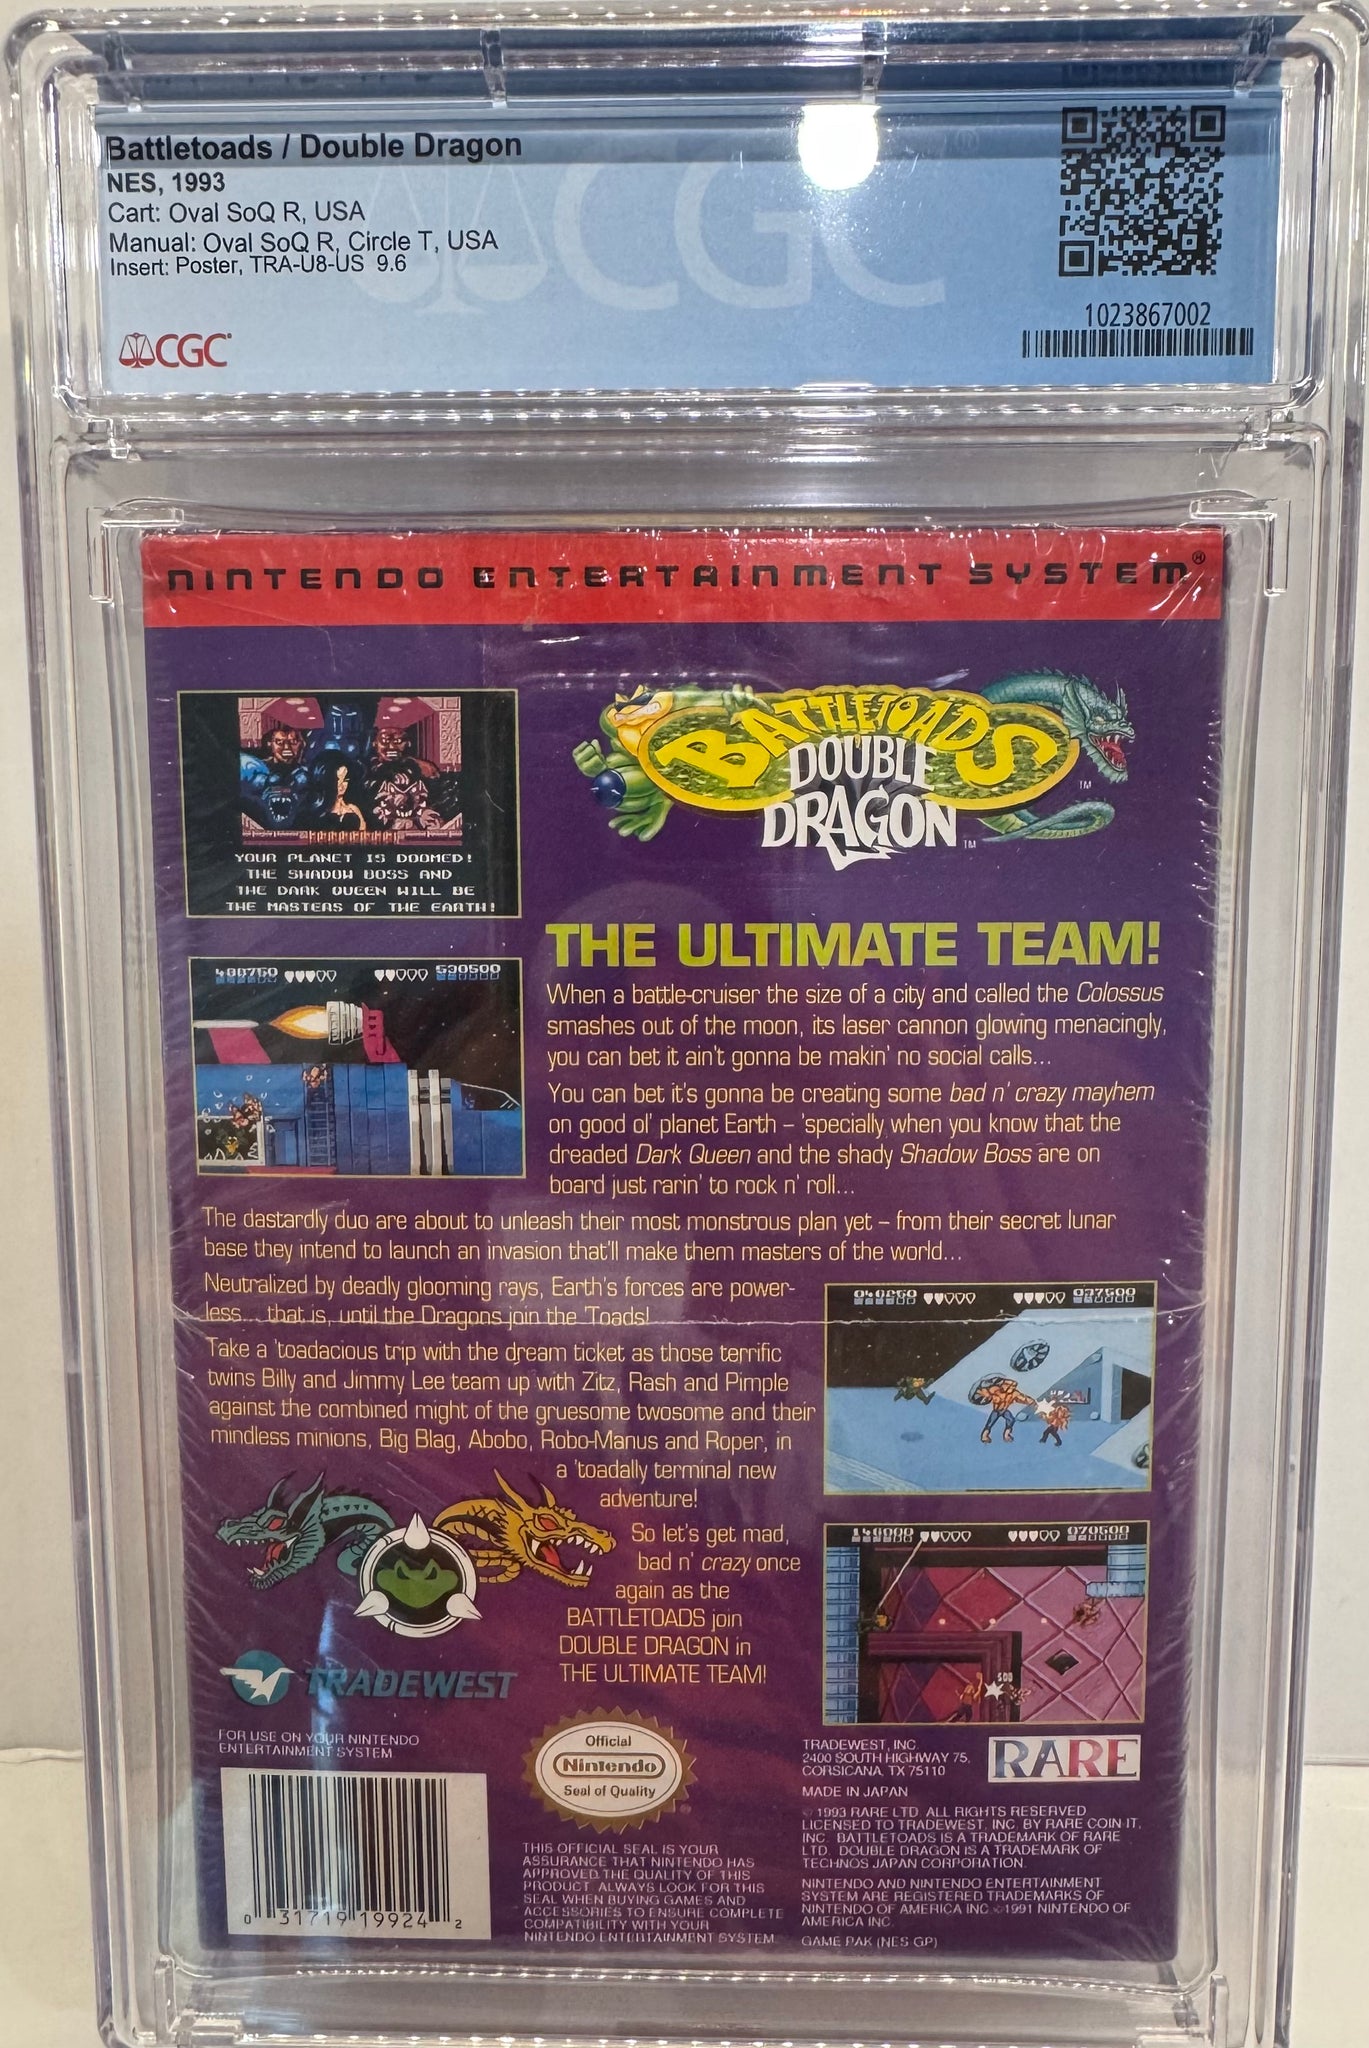 Battletoads / Double Dragon
NES, 1993
Cart: Oval SoQ R, USA
Manual: Oval SoQ R, Circle T, USA
Insert: Poster, TRA-U8-US 9.6
CGC
CGC
1023867002
NINTENDO ENTERTAINMENT SYSTEM®
BATTLETOADS
DOUBLE
DRAGON
TM
TM
YOUR PLANET IS DOOMED!
THE SHADOW BOSS AND
THE DARK QUEEN WILL BE
THE MASTERS OF THE EARTH!
THE ULTIMATE TEAM!
When a battle-cruiser the size of a city and called the Colossus
smashes out of the moon, its laser cannon glowing menacingly,
you can bet it ain't gonna be makin' no social calls...
You can bet it's gonna be creating some bad n' crazy mayhem
on good ol' planet Earth – 'specially when you know that the
dreaded Dark Queen and the shady Shadow Boss are on
board just rarin' to rock n' roll...
The dastardly duo are about to unleash their most monstrous plan yet – from their secret lunar
base they intend to launch an invasion that'll make them masters of the world...
Neutralized by deadly glooming rays, Earth's forces are power-
less... that is, until the Dragons join the 'Toads!
Take a 'toadacious trip with the dream ticket as those terrific
twins Billy and Jimmy Lee team up with Zitz, Rash and Pimple
against the combined might of the gruesome twosome and their
mindless minions, Big Blag, Abobo, Robo-Manus and Roper, in
a 'toadally terminal new
adventure!
So let's get mad,
bad n' crazy once
again as the
BATTLETOADS join
DOUBLE DRAGON in
THE ULTIMATE TEAM!
TRADEWEST
FOR USE ON YOUR NINTENDO
ENTERTAINMENT SYSTEM
0 31719 19924 2
Official
Nintendo
Seal of Quality
THIS OFFICIAL SEAL IS YOUR
ASSURANCE THAT NINTENDO HAS
APPROVED THE QUALITY OF THIS
PRODUCT. ALWAYS LOOK FOR THIS
SEAL WHEN BUYING GAMES AND
ACCESSORIES TO ENSURE COMPLETE
COMPATIBILITY WITH YOUR
NINTENDO ENTERTAINMENT SYSTEM.
TRADEWEST, INC.
2400 SOUTH HIGHWAY 75,
CORSICANA, TX 75110
RARE
MADE IN JAPAN
© 1993 RARE LTD. ALL RIGHTS RESERVED
LICENSED TO TRADEWEST, INC. BY RARE COIN IT,
INC. BATTLETOADS IS A TRADEMARK OF RARE
LTD. DOUBLE DRAGON IS A TRADEMARK OF
TECHNOS JAPAN CORPORATION.
NINTENDO AND NINTENDO ENTERTAINMENT
SYSTEM ARE REGISTERED TRADEMARKS OF
NINTENDO OF AMERICA INC. © 1991 NINTENDO OF
AMERICA INC.
GAME PAK (NES-GP)